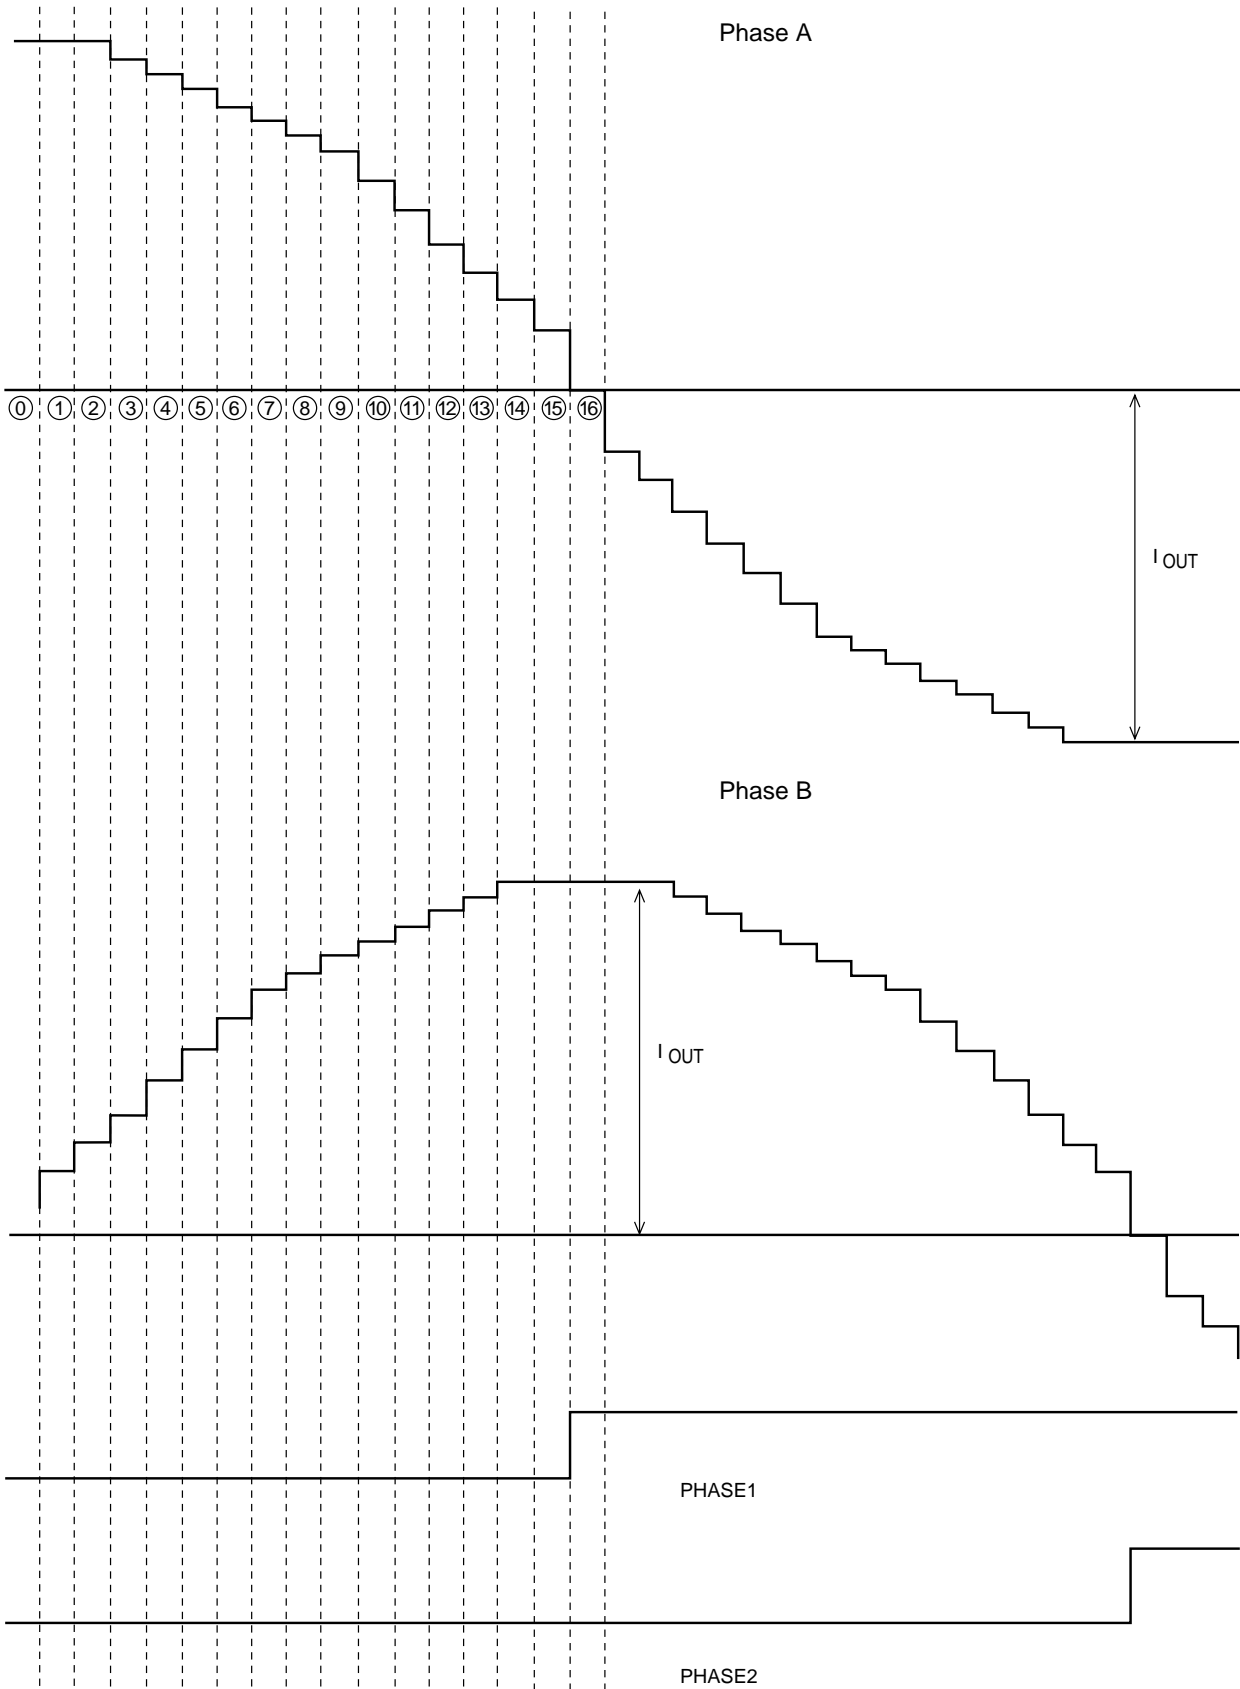 Phase A
⓪ ① ② ③ ④ ⑤ ⑥ ⑦ ⑧ ⑨ ⑩ ⑪ ⑫ ⑬ ⑭ ⑮ ⑯
I OUT
Phase B
I OUT
PHASE1
PHASE2